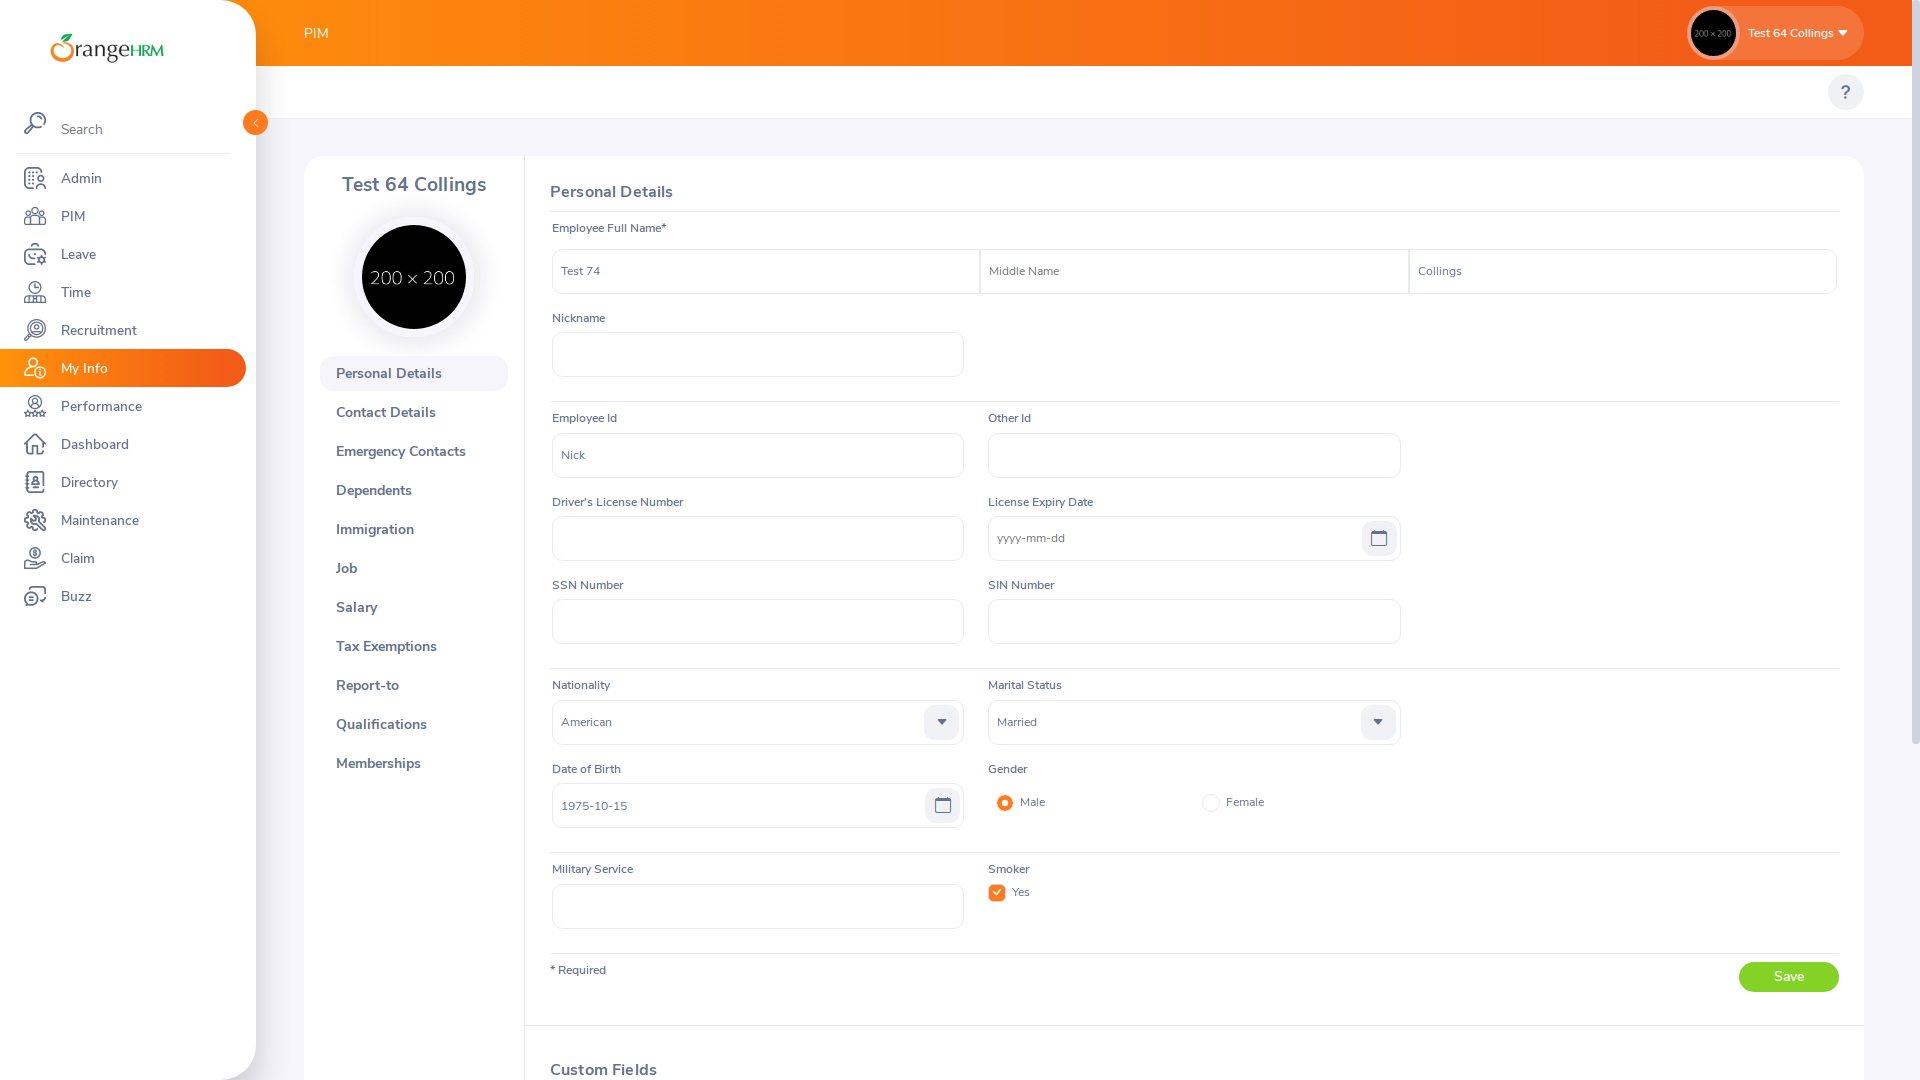 PIM
200 × 200
Test 64 Collings
OrangeHRM
?
Search
Admin
PIM
Leave
Time
Recruitment
My Info
Performance
Dashboard
Directory
Maintenance
Claim
Buzz
Test 64 Collings
200 × 200
Personal Details
Contact Details
Emergency Contacts
Dependents
Immigration
Job
Salary
Tax Exemptions
Report-to
Qualifications
Memberships
Personal Details
Employee Full Name*
Test 74 Middle Name Collings
Nickname
Employee Id Other Id
Nick
Driver's License Number License Expiry Date
yyyy-mm-dd
SSN Number SIN Number
Nationality Marital Status
American Married
Date of Birth Gender
1975-10-15 Male Female
Military Service Smoker
Yes
* Required
Save
Custom Fields